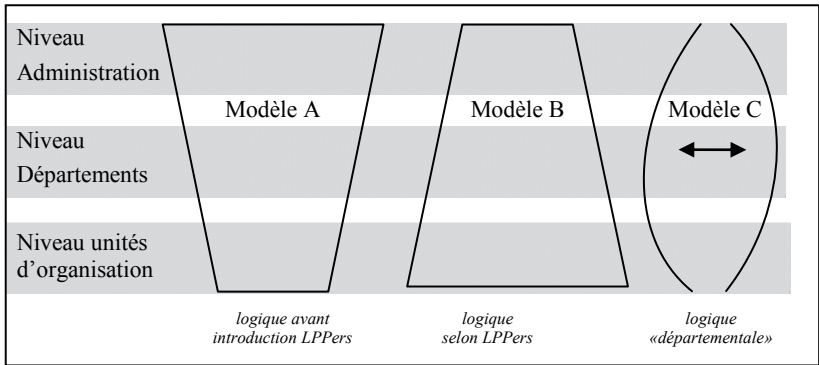 Niveau
Administration
Modèle A
Modèle B
Modèle C
Niveau
Départements
Niveau unités
d’organisation
logique avant
introduction LPPers
logique
selon LPPers
logique
«départementale»